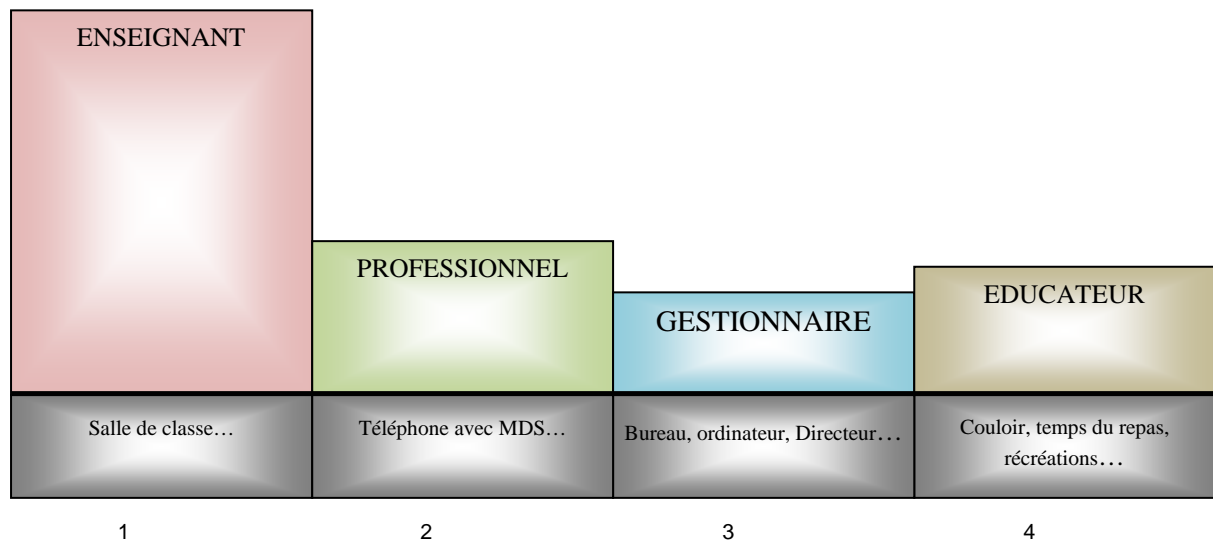 ENSEIGNANT
PROFESSIONNEL
GESTIONNAIRE
EDUCATEUR
Salle de classe…
Téléphone avec MDS…
Bureau, ordinateur, Directeur…
Couloir, temps du repas,
récréations…
1
2
3
4